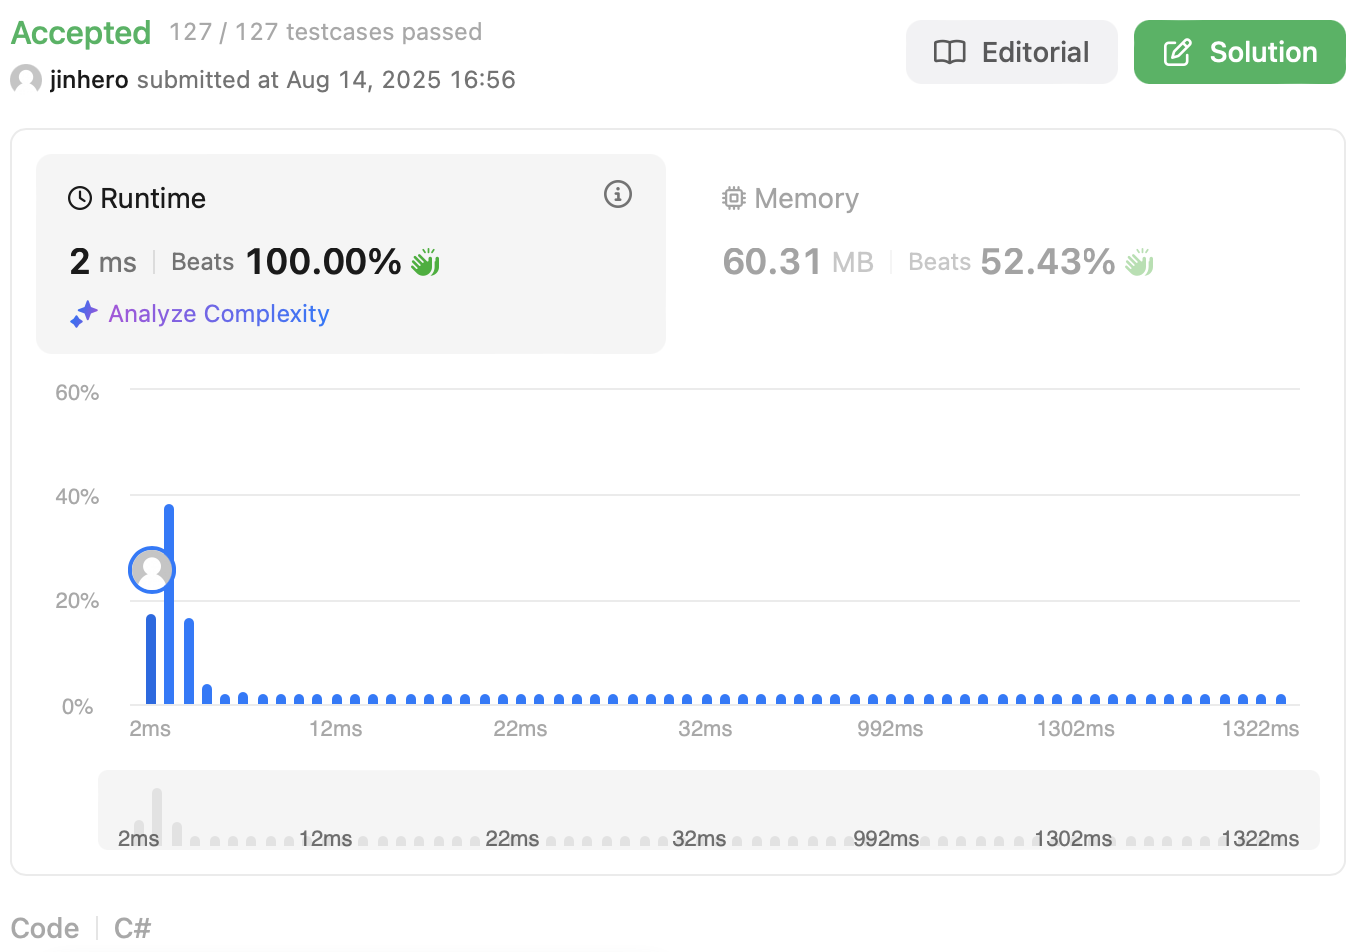 Accepted 127 / 127 testcases passed
Editorial
Solution
jinhero submitted at Aug 14, 2025 16:56
Runtime
2 ms Beats 100.00%
Analyze Complexity
Memory
60.31 MB Beats 52.43%
60%
40%
20%
0%
2ms 12ms 22ms 32ms 992ms 1302ms 1322ms
2ms 12ms 22ms 32ms 992ms 1302ms 1322ms
Code C#